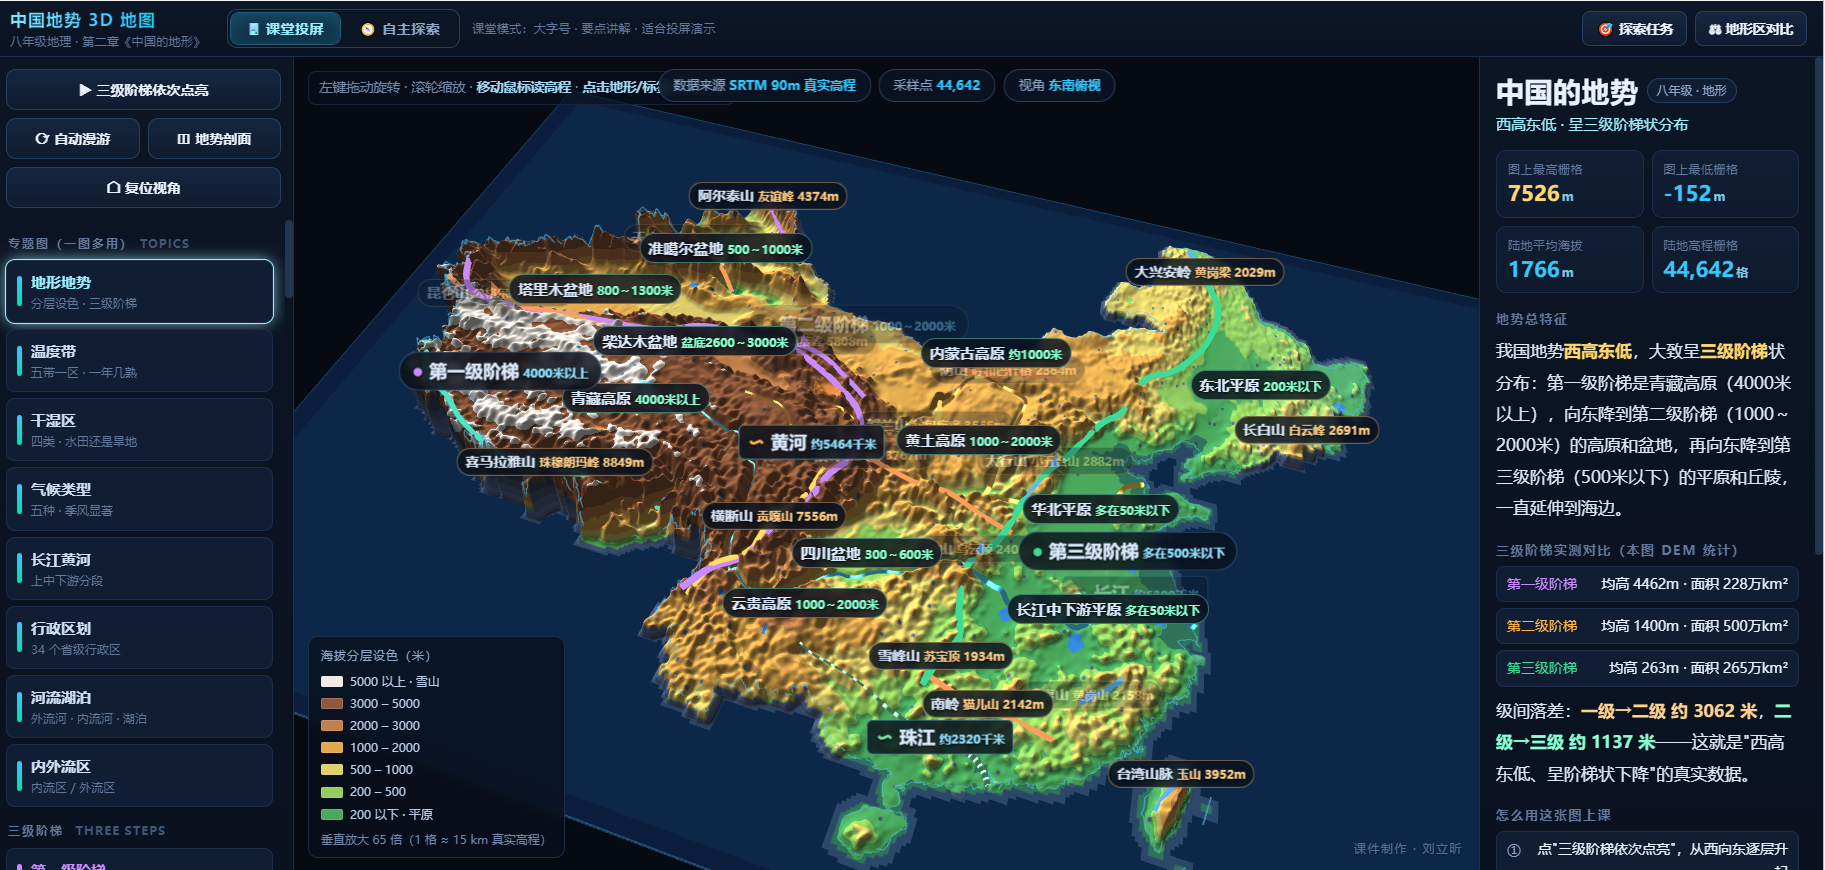 中国地势 3D 地图
八年级地理 · 第二章《中国的地形》
课堂投屏
自主探索
课堂模式：大字号 · 要点讲解 · 适合投屏演示
探索任务
地形区对比
▶ 三级阶梯依次点亮
自动漫游
地势剖面
复位视角
专题图（一图多用） TOPICS
地形地势
分层设色 · 三级阶梯
温度带
五带一区 · 一年几熟
干湿区
四类 · 水田还是旱地
气候类型
五种 · 季风显著
长江黄河
上中下游分段
行政区划
34 个省级行政区
河流湖泊
外流河 · 内流河 · 湖泊
内外流区
内流区 / 外流区
三级阶梯 THREE STEPS
第一级阶梯
左键拖动旋转 · 滚轮缩放 · 移动鼠标读高程 · 点击地形/标
数据来源 SRTM 90m 真实高程
采样点 44,642
视角 东南俯视
阿尔泰山 友谊峰 4374m
准噶尔盆地 500~1000米
大兴安岭 黄岗梁 2029m
塔里木盆地 800~1300米
第二级阶梯 1000~2000米
柴达木盆地 盆底2600~3000米
内蒙古高原 约1000米
第一级阶梯 4000米以上
东北平原 200米以下
青藏高原 4000米以上
长白山 白云峰 2691m
黄河 约5464千米
黄土高原 1000~2000米
喜马拉雅山 珠穆朗玛峰 8849m
太行山 小五台山 2882m
华北平原 多在50米以下
横断山 贡嘎山 7556m
四川盆地 300~600米
第三级阶梯 多在500米以下
云贵高原 1000~2000米
长江中下游平原 多在50米以下
雪峰山 苏宝顶 1934m
南岭 猫儿山 2142m
珠江 约2320千米
台湾山脉 玉山 3952m
海拔分层设色（米）
5000 以上 · 雪山
3000 – 5000
2000 – 3000
1000 – 2000
500 – 1000
200 – 500
200 以下 · 平原
垂直放大 65 倍（1 格 ≈ 15 km 真实高程）
课件制作 · 刘立昕
中国的地势
八年级 · 地形
西高东低 · 呈三级阶梯状分布
图上最高栅格
7526m
图上最低栅格
-152m
陆地平均海拔
1766m
陆地高程栅格
44,642格
地势总特征
我国地势西高东低，大致呈三级阶梯状
分布：第一级阶梯是青藏高原（4000米
以上），向东降到第二级阶梯（1000~
2000米）的高原和盆地，再向东降到第
三级阶梯（500米以下）的平原和丘陵，
一直延伸到海边。
三级阶梯实测对比（本图 DEM 统计）
第一级阶梯 均高 4462m · 面积 228万km²
第二级阶梯 均高 1400m · 面积 500万km²
第三级阶梯 均高 263m · 面积 265万km²
级间落差：一级→二级 约 3062 米，二
级→三级 约 1137 米——这就是"西高
东低、呈阶梯状下降"的真实数据。
怎么用这张图上课
① 点"三级阶梯依次点亮"，从西向东逐层升